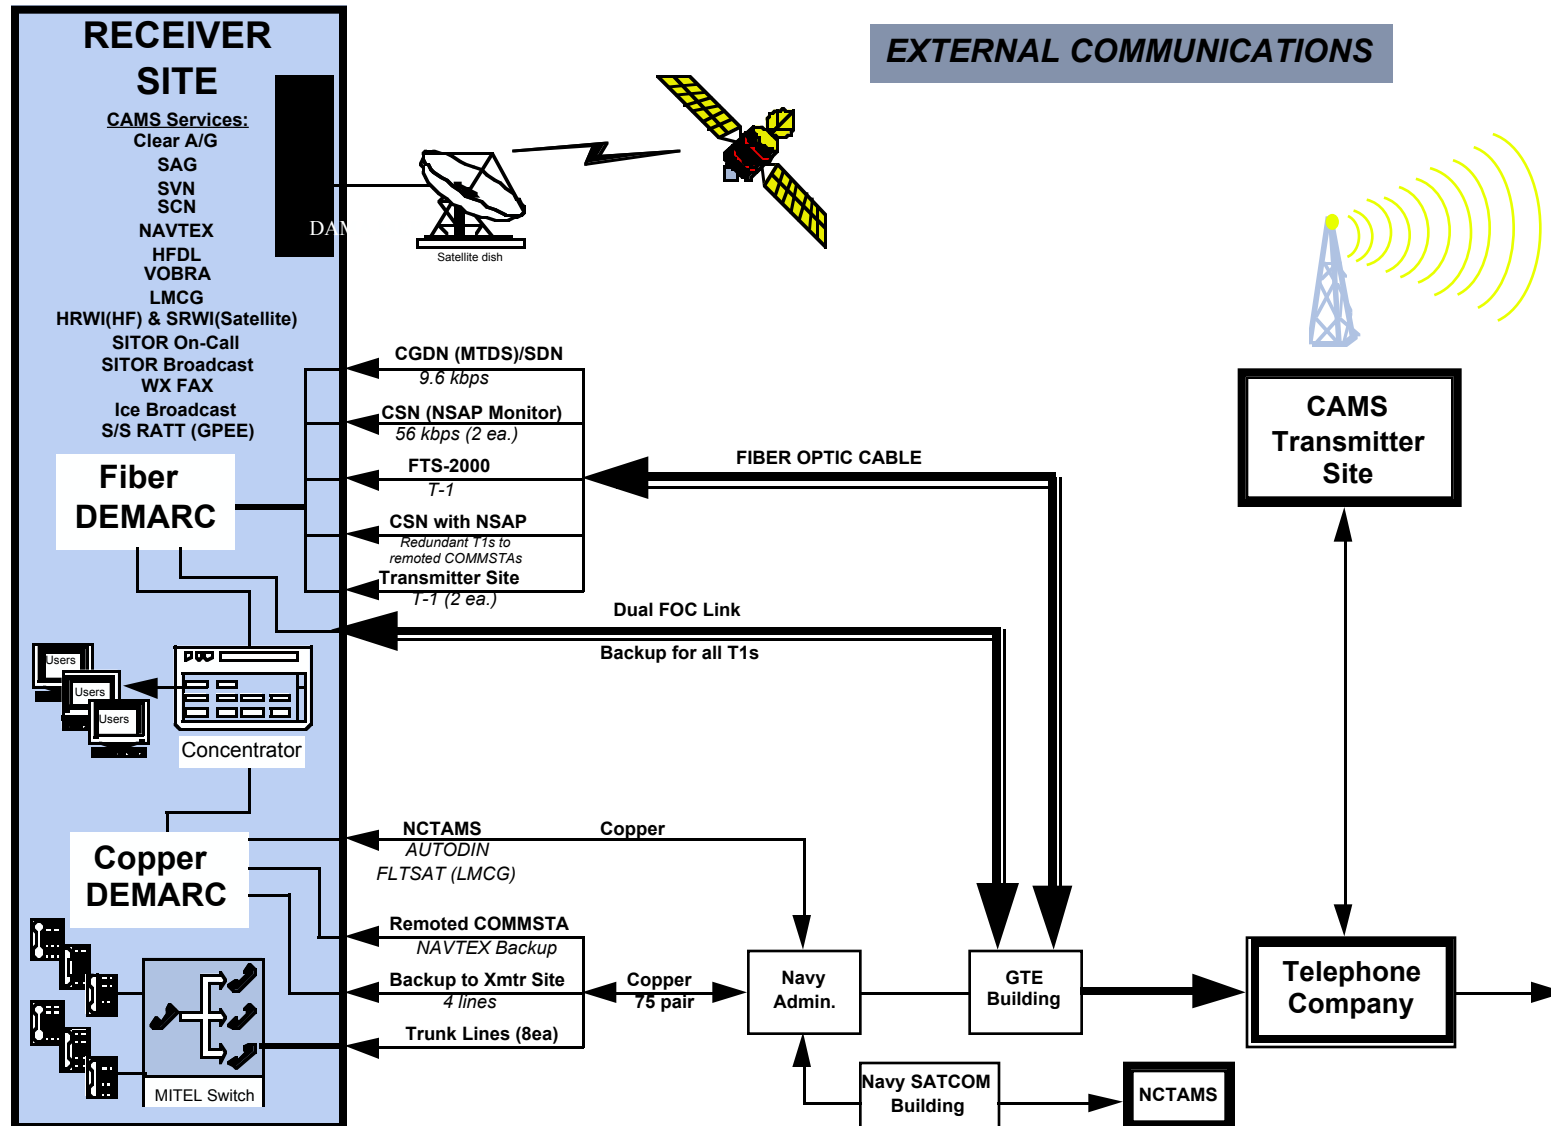 RECEIVER
SITE
CAMS Services:
Clear A/G
SAG
SVN
SCN
NAVTEX
HFDL
VOBRA
LMCG
HRWI(HF) & SRWI(Satellite)
SITOR On-Call
SITOR Broadcast
WX FAX
Ice Broadcast
S/S RATT (GPEE)
Satellite dish
EXTERNAL COMMUNICATIONS
Fiber
DEMARC
CGDN (MTDS)/SDN
9.6 kbps
CSN (NSAP Monitor)
56 kbps (2 ea.)
FTS-2000
T-1
CSN with NSAP
Redundant T1s to
remoted COMMSTAs
Transmitter Site
T-1 (2 ea.)
FIBER OPTIC CABLE
Dual FOC Link
Backup for all T1s
CAMS
Transmitter
Site
Users
Users
Users
Concentrator
Copper
DEMARC
NCTAMS
Copper
AUTODIN
FLTSAT (LMCG)
Remoted COMMSTA
NAVTEX Backup
Backup to Xmtr Site
4 lines
Trunk Lines (8ea)
Copper
75 pair
MITEL Switch
Navy
Admin.
GTE
Building
Telephone
Company
Navy SATCOM
Building
NCTAMS